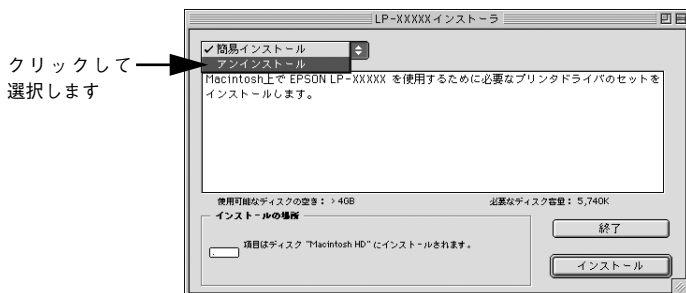 LP-XXXXX インストーラ
✓簡易インストール
アンインストール
クリックして
選択します
Macintosh上で EPSON LP-XXXXX を使用するために必要なプリンタドライバのセットを
インストールします。
使用可能なディスクの空き：> 4GB 必要なディスク容量： 5,740K
インストールの場所
項目はディスク "Macintosh HD" にインストールされます。
終了
インストール